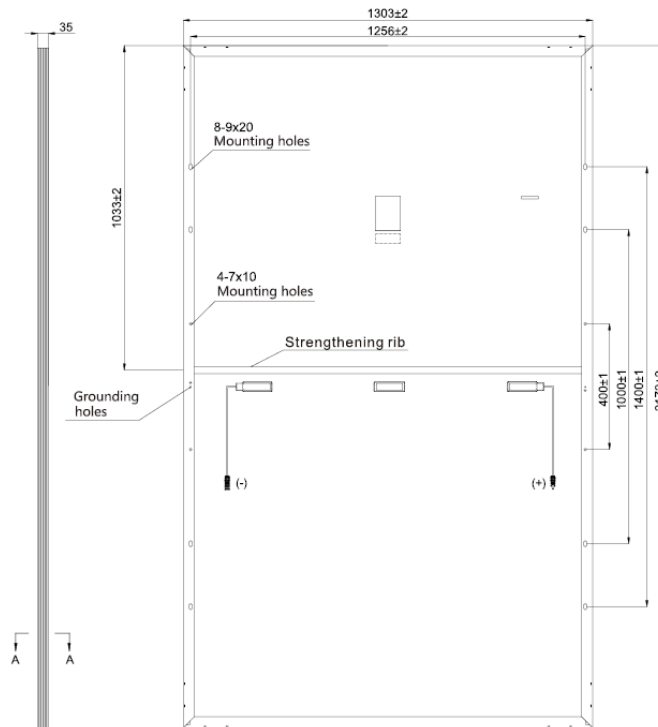 1303±2
35
1256±2
8-9x20
Mounting holes
1033±2
4-7x10
Mounting holes
Strengthening rib
400±1
1000±1
1400±1
Grounding
holes
(-)
(+)
A
A